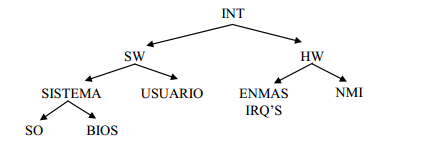 INT
SW HW
SISTEMA USUARIO ENMAS NMI
IRQ'S
SO BIOS